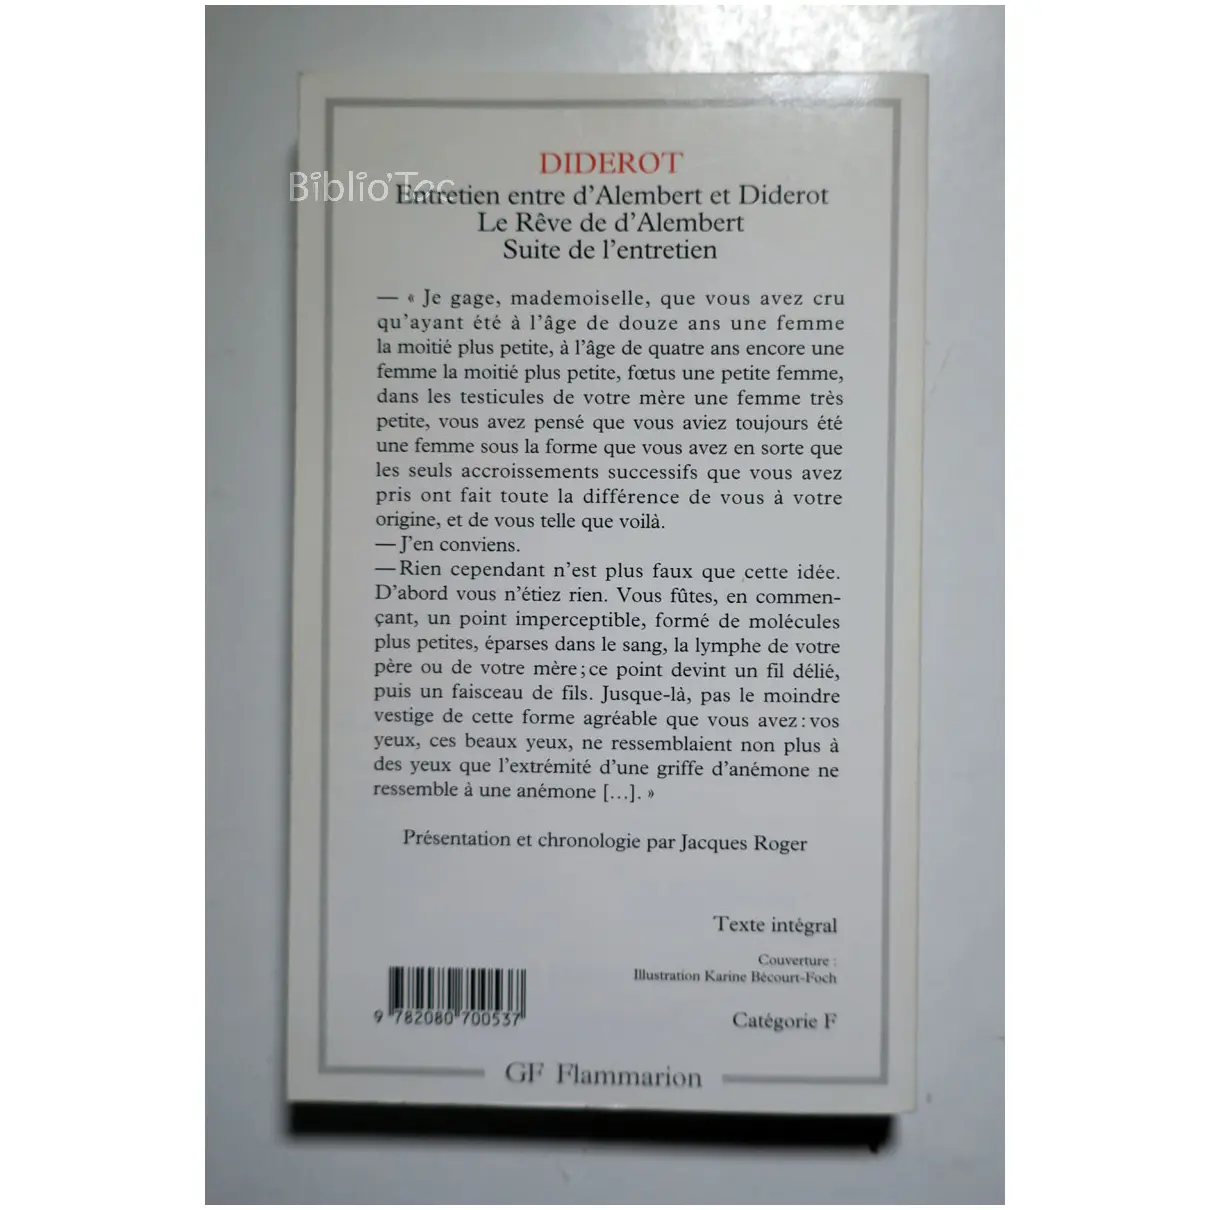 DIDEROT
Biblio'Tec
Entretien entre d'Alembert et Diderot
Le Rêve de d'Alembert
Suite de l'entretien
— « Je gage, mademoiselle, que vous avez cru
qu'ayant été à l'âge de douze ans une femme
la moitié plus petite, à l'âge de quatre ans encore une
femme la moitié plus petite, fœtus une petite femme,
dans les testicules de votre mère une femme très
petite, vous avez pensé que vous aviez toujours été
une femme sous la forme que vous avez en sorte que
les seuls accroissements successifs que vous avez
pris ont fait toute la différence de vous à votre
origine, et de vous telle que voilà.
— J'en conviens.
— Rien cependant n'est plus faux que cette idée.
D'abord vous n'étiez rien. Vous fûtes, en commen-
çant, un point imperceptible, formé de molécules
plus petites, éparses dans le sang, la lymphe de votre
père ou de votre mère ; ce point devint un fil délié,
puis un faisceau de fils. Jusque-là, pas le moindre
vestige de cette forme agréable que vous avez : vos
yeux, ces beaux yeux, ne ressemblaient non plus à
des yeux que l'extrémité d'une griffe d'anémone ne
ressemble à une anémone [...]. »
Présentation et chronologie par Jacques Roger
Texte intégral
Couverture :
Illustration Karine Bécourt-Foch
9 782080 700537
Catégorie F
GF Flammarion